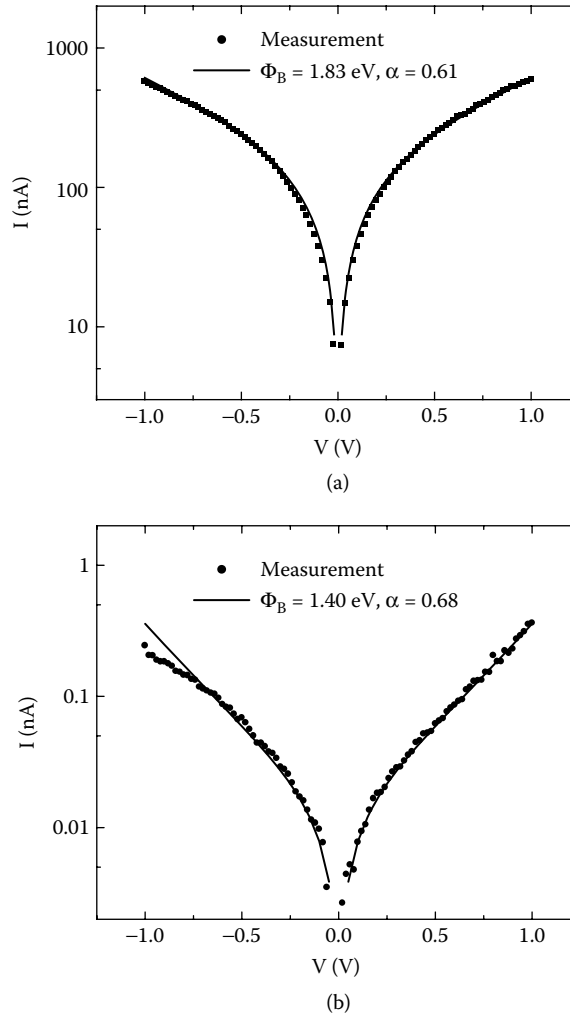 Measurement
Φ_B = 1.83 eV, α = 0.61
1000
100
10
I (nA)
−1.0 −0.5 0.0 0.5 1.0
V (V)
(a)
Measurement
Φ_B = 1.40 eV, α = 0.68
1
0.1
0.01
I (nA)
−1.0 −0.5 0.0 0.5 1.0
V (V)
(b)